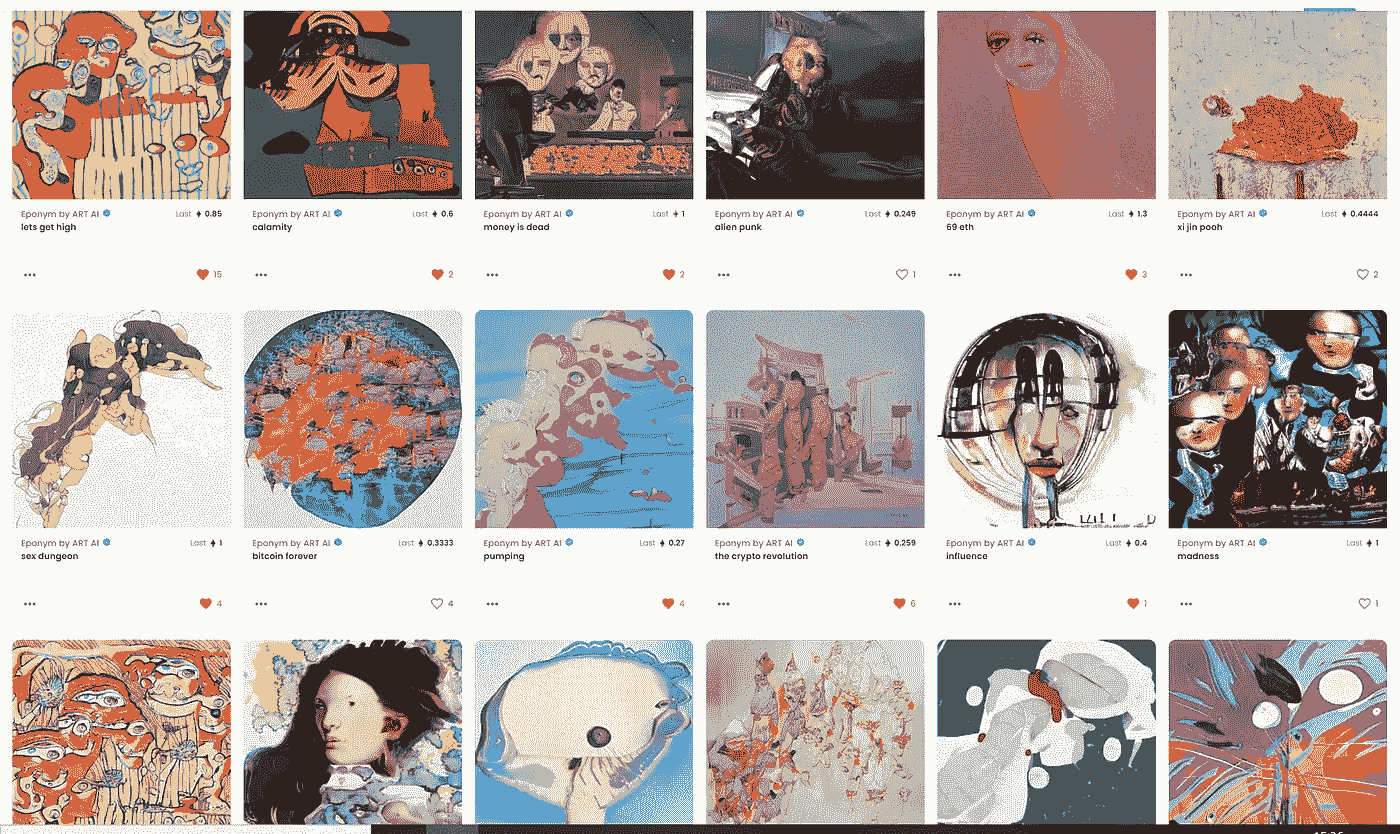 Eponym by ART AI Last 0.85
lets get high
15
Eponym by ART AI Last 0.6
calamity
2
Eponym by ART AI Last 1
money is dead
2
Eponym by ART AI Last 0.249
alien punk
1
Eponym by ART AI Last 1.3
69 eth
3
Eponym by ART AI Last 0.4444
xi jin pooh
2
Eponym by ART AI Last 1
sex dungeon
4
Eponym by ART AI Last 0.3333
bitcoin forever
4
Eponym by ART AI Last 0.27
pumping
4
Eponym by ART AI Last 0.259
the crypto revolution
6
Eponym by ART AI Last 0.4
influence
1
Eponym by ART AI Last 1
madness
1